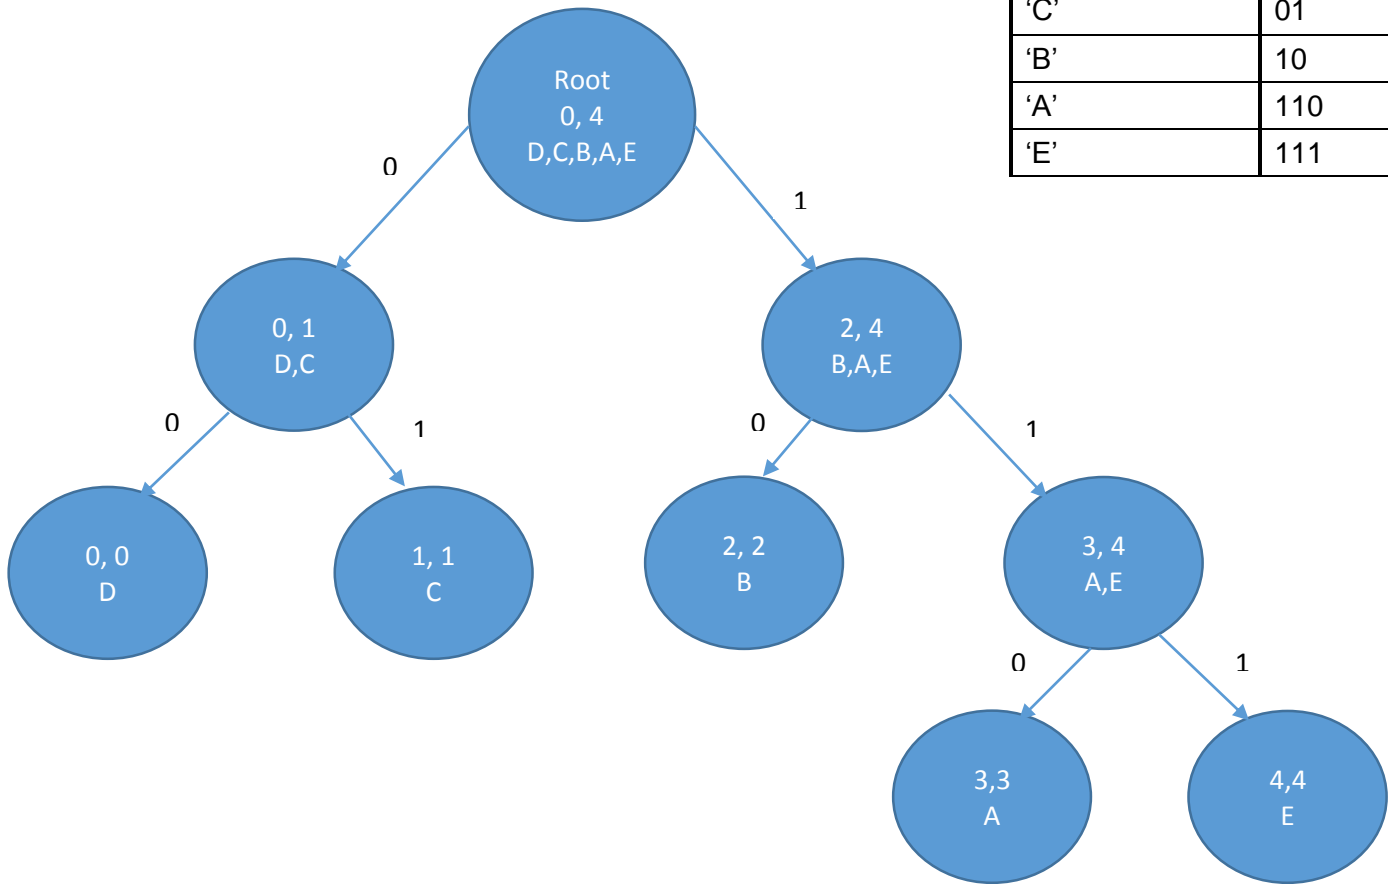 ‘C’ 01
‘B’ 10
‘A’ 110
‘E’ 111
Root
0, 4
D,C,B,A,E
0
1
0, 1
D,C
2, 4
B,A,E
0
1
0
1
0, 0
D
1, 1
C
2, 2
B
3, 4
A,E
0
1
3,3
A
4,4
E